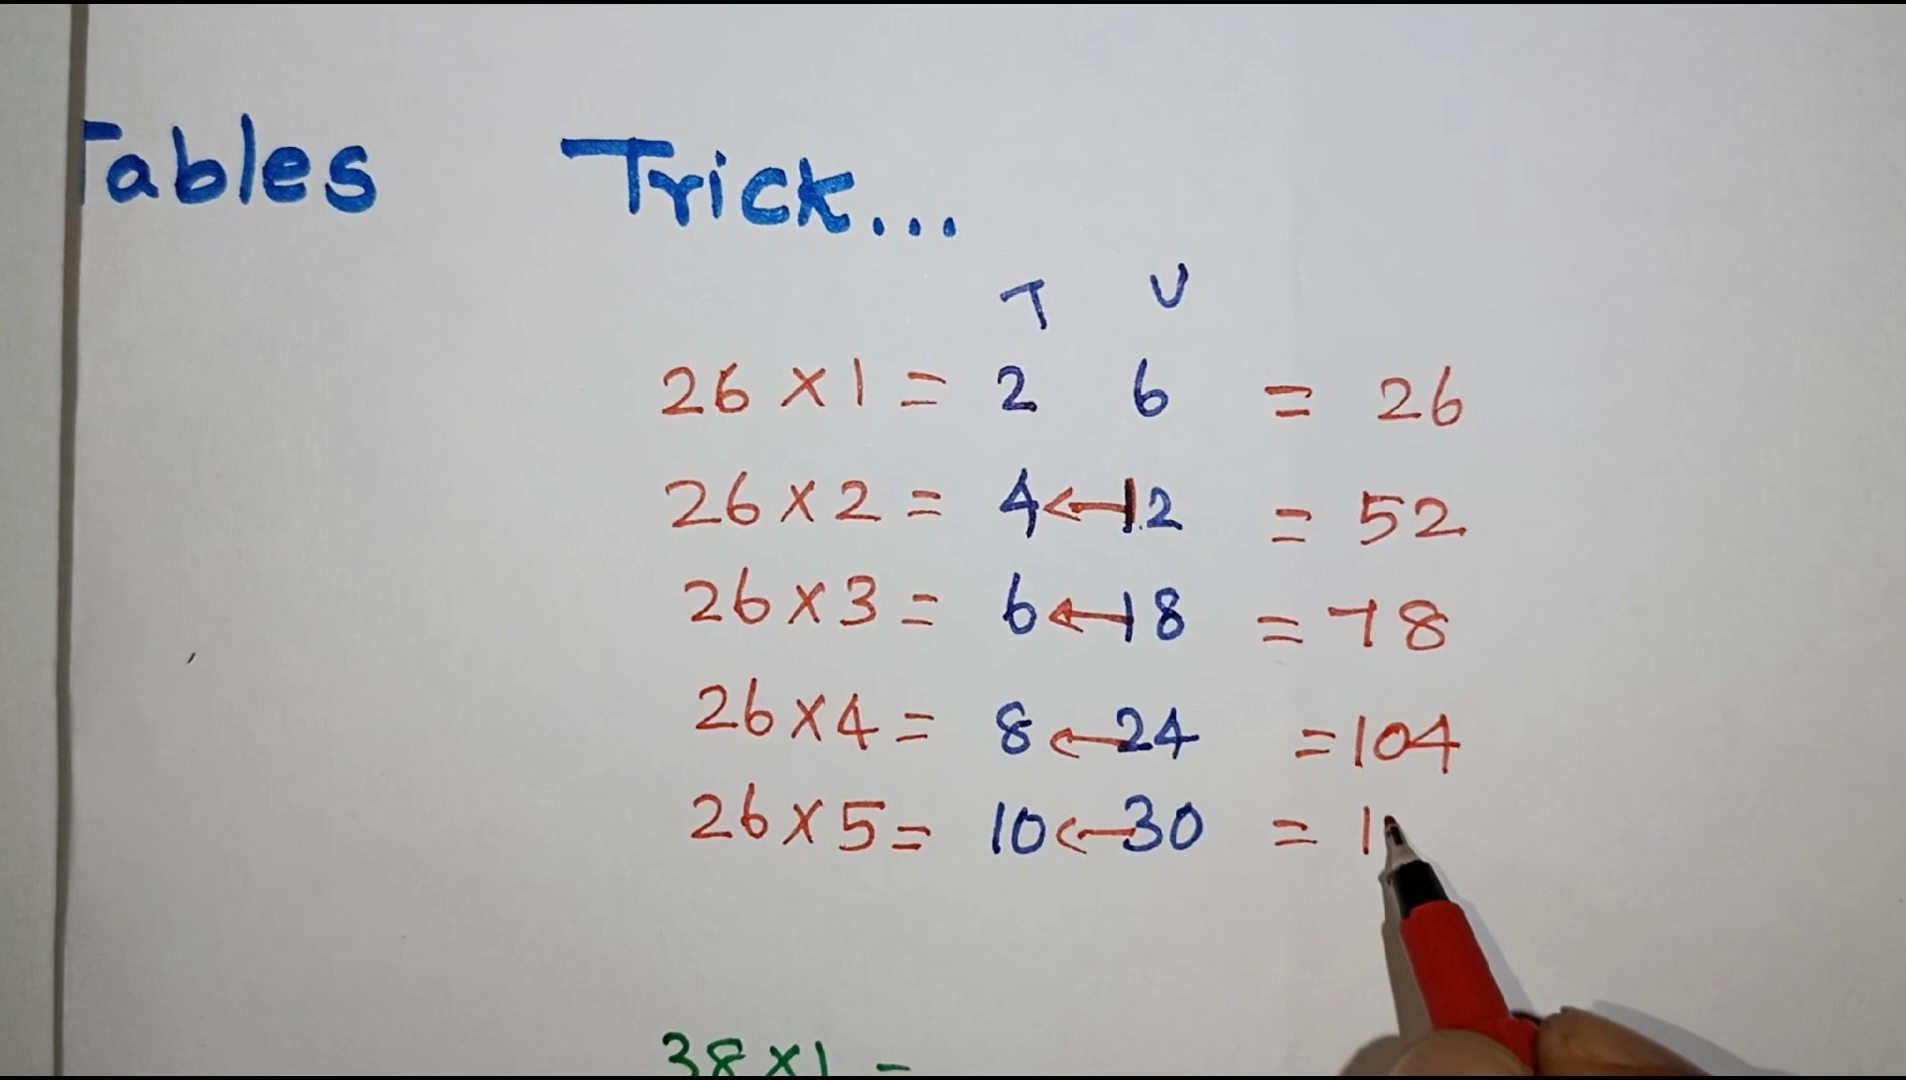 Tables Trick...
T U
26 × 1 = 2 6 = 26
26 × 2 = 4 ← 12 = 52
26 × 3 = 6 ← 18 = 78
26 × 4 = 8 ← 24 = 104
26 × 5 = 10 ← 30 = 1
38 × 1 =